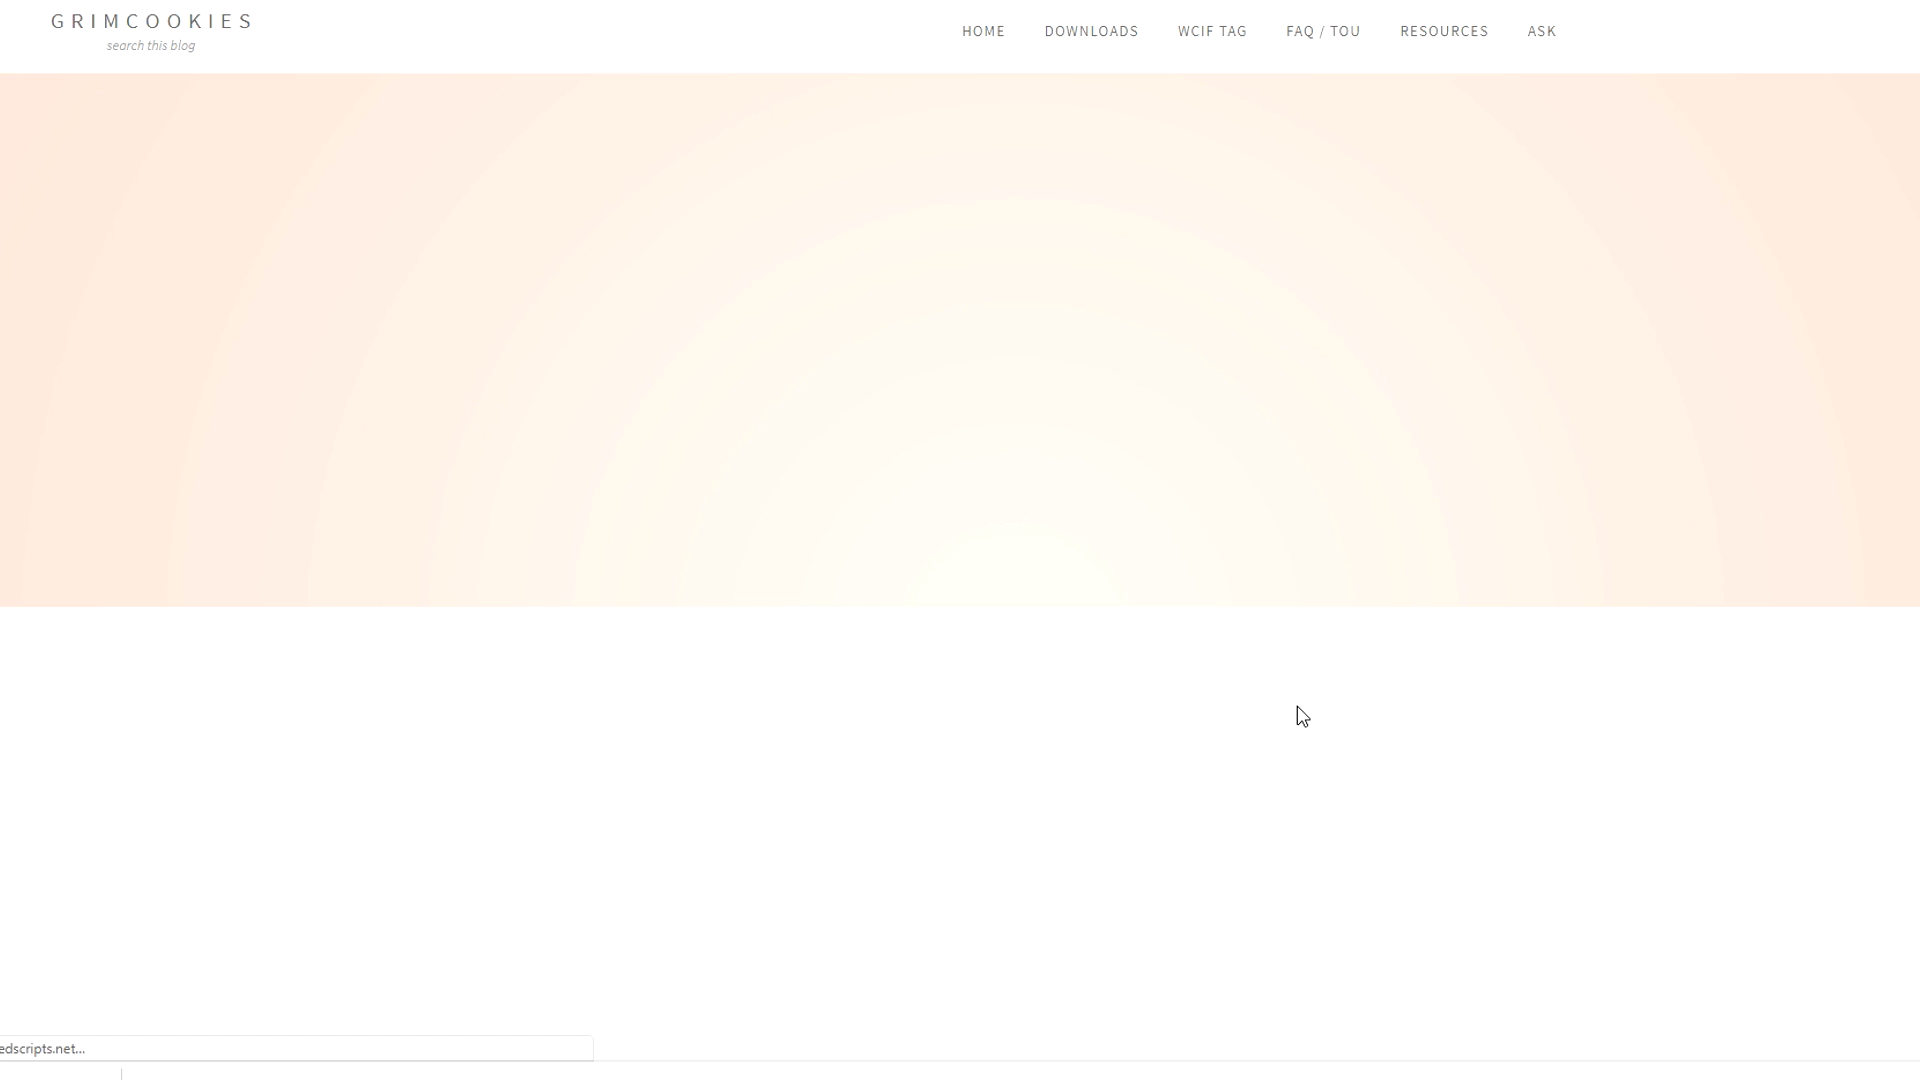 GRIMCOOKIES
search this blog
HOME DOWNLOADS WCIF TAG FAQ / TOU RESOURCES ASK
edscripts.net...